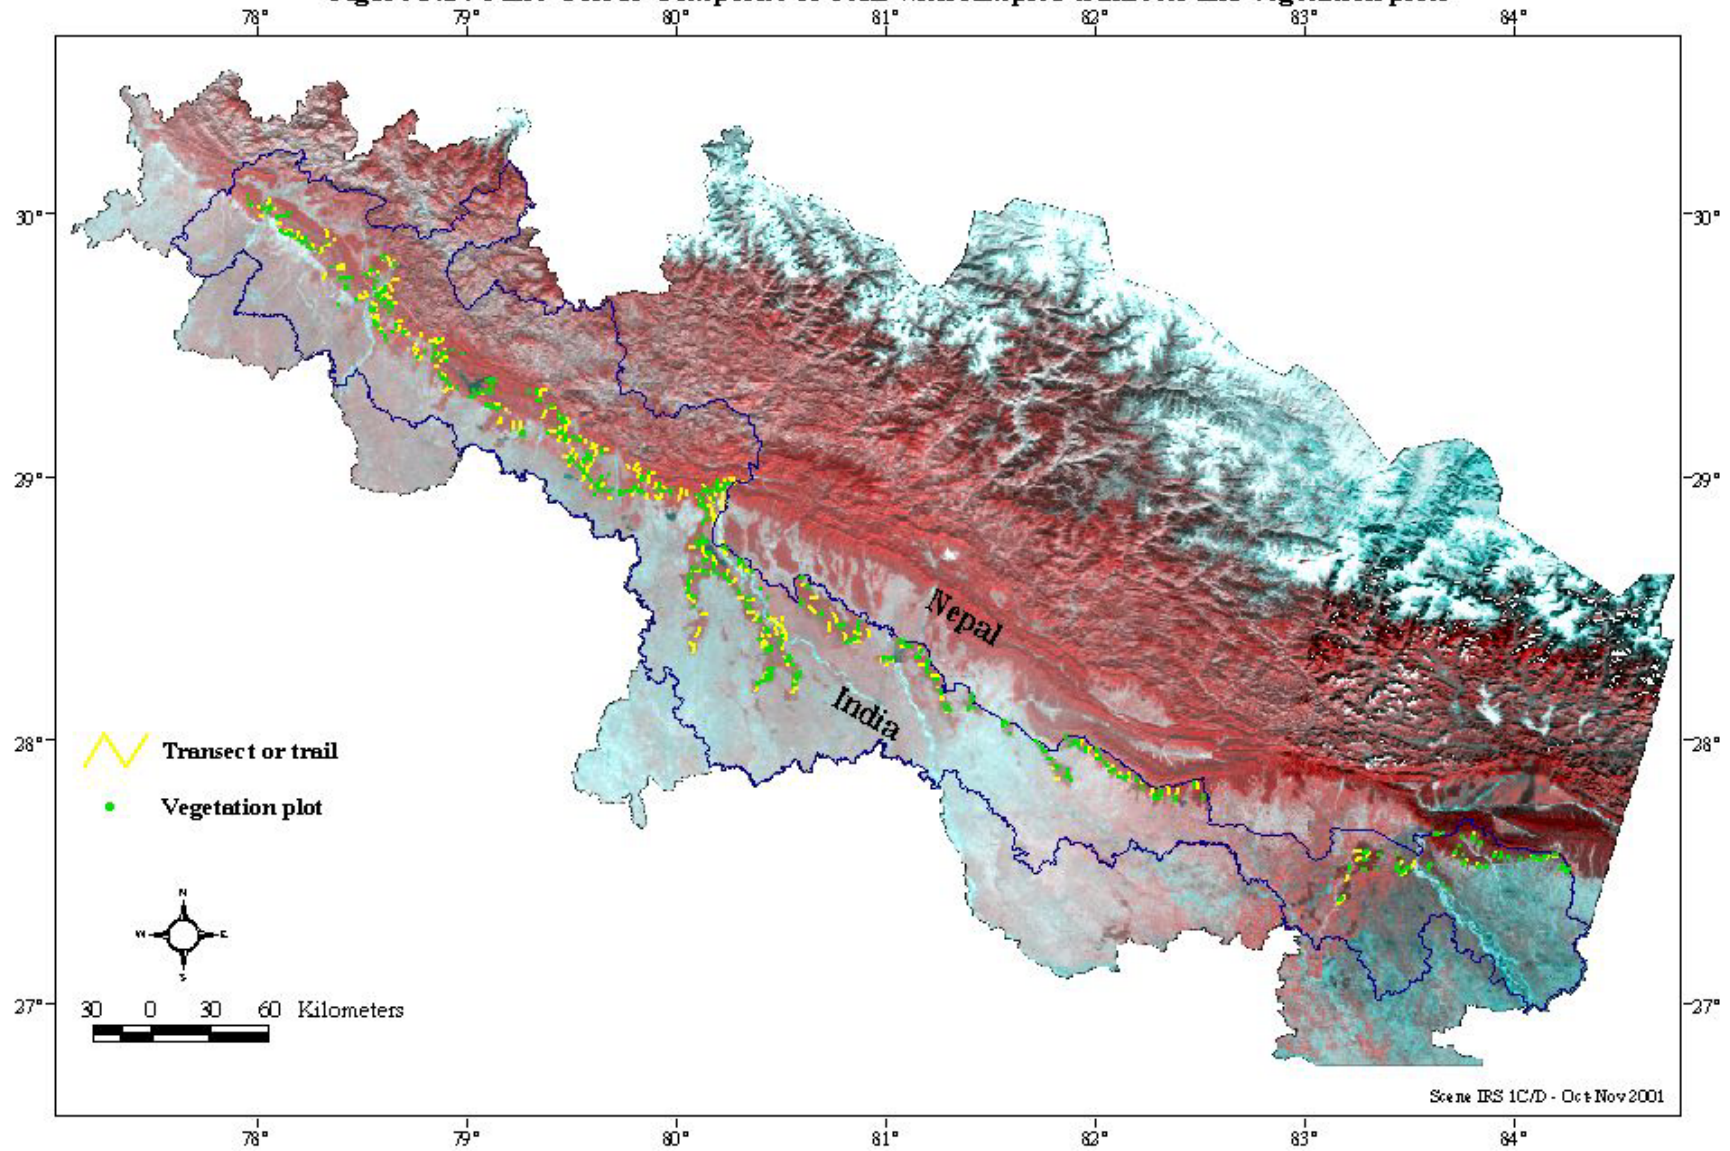 78° 79° 80° 81° 82° 83° 84°
30° 30°
29° 29°
Nepal
India
28° 28°
Transect or trail
Vegetation plot
N
W E
S
27° 27°
30 0 30 60 Kilometers
Scene IRS 1C/D - Oct-Nov 2001
78° 79° 80° 81° 82° 83° 84°